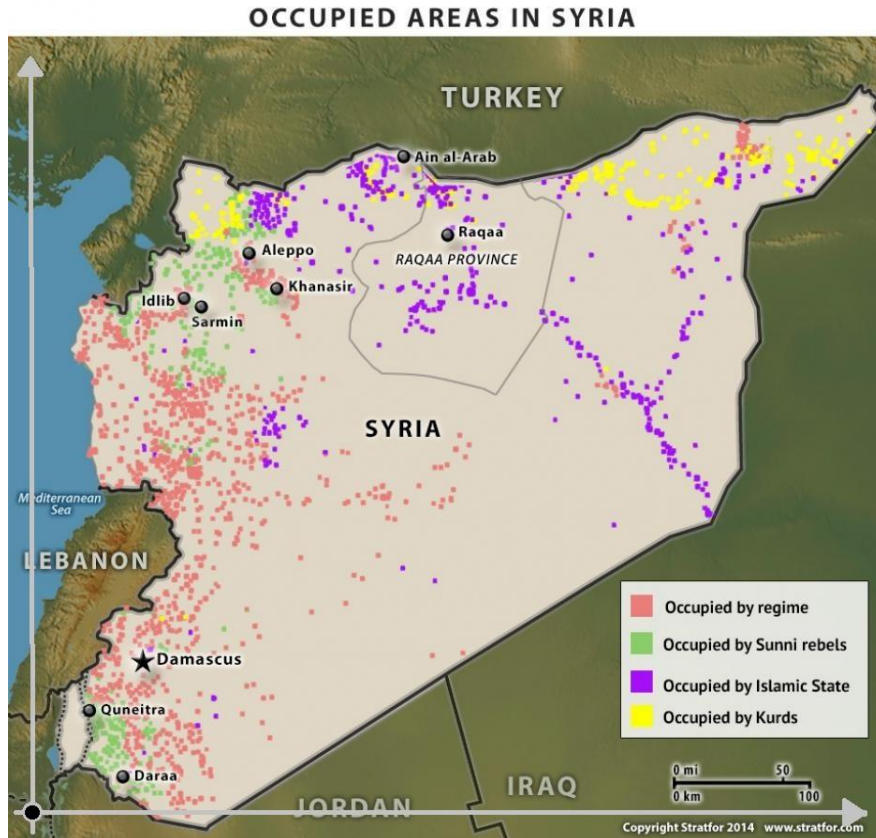 OCCUPIED AREAS IN SYRIA
TURKEY
Ain al-Arab
Raqaa
RAQAA PROVINCE
Aleppo
Khanasir
Idlib
Sarmin
SYRIA
Mediterranean
Sea
LEBANON
Damascus
Quneitra
Daraa
Occupied by regime
Occupied by Sunni rebels
Occupied by Islamic State
Occupied by Kurds
0 mi 50
0 km 100
IRAQ
JORDAN
Copyright Stratfor 2014 www.stratfor.com